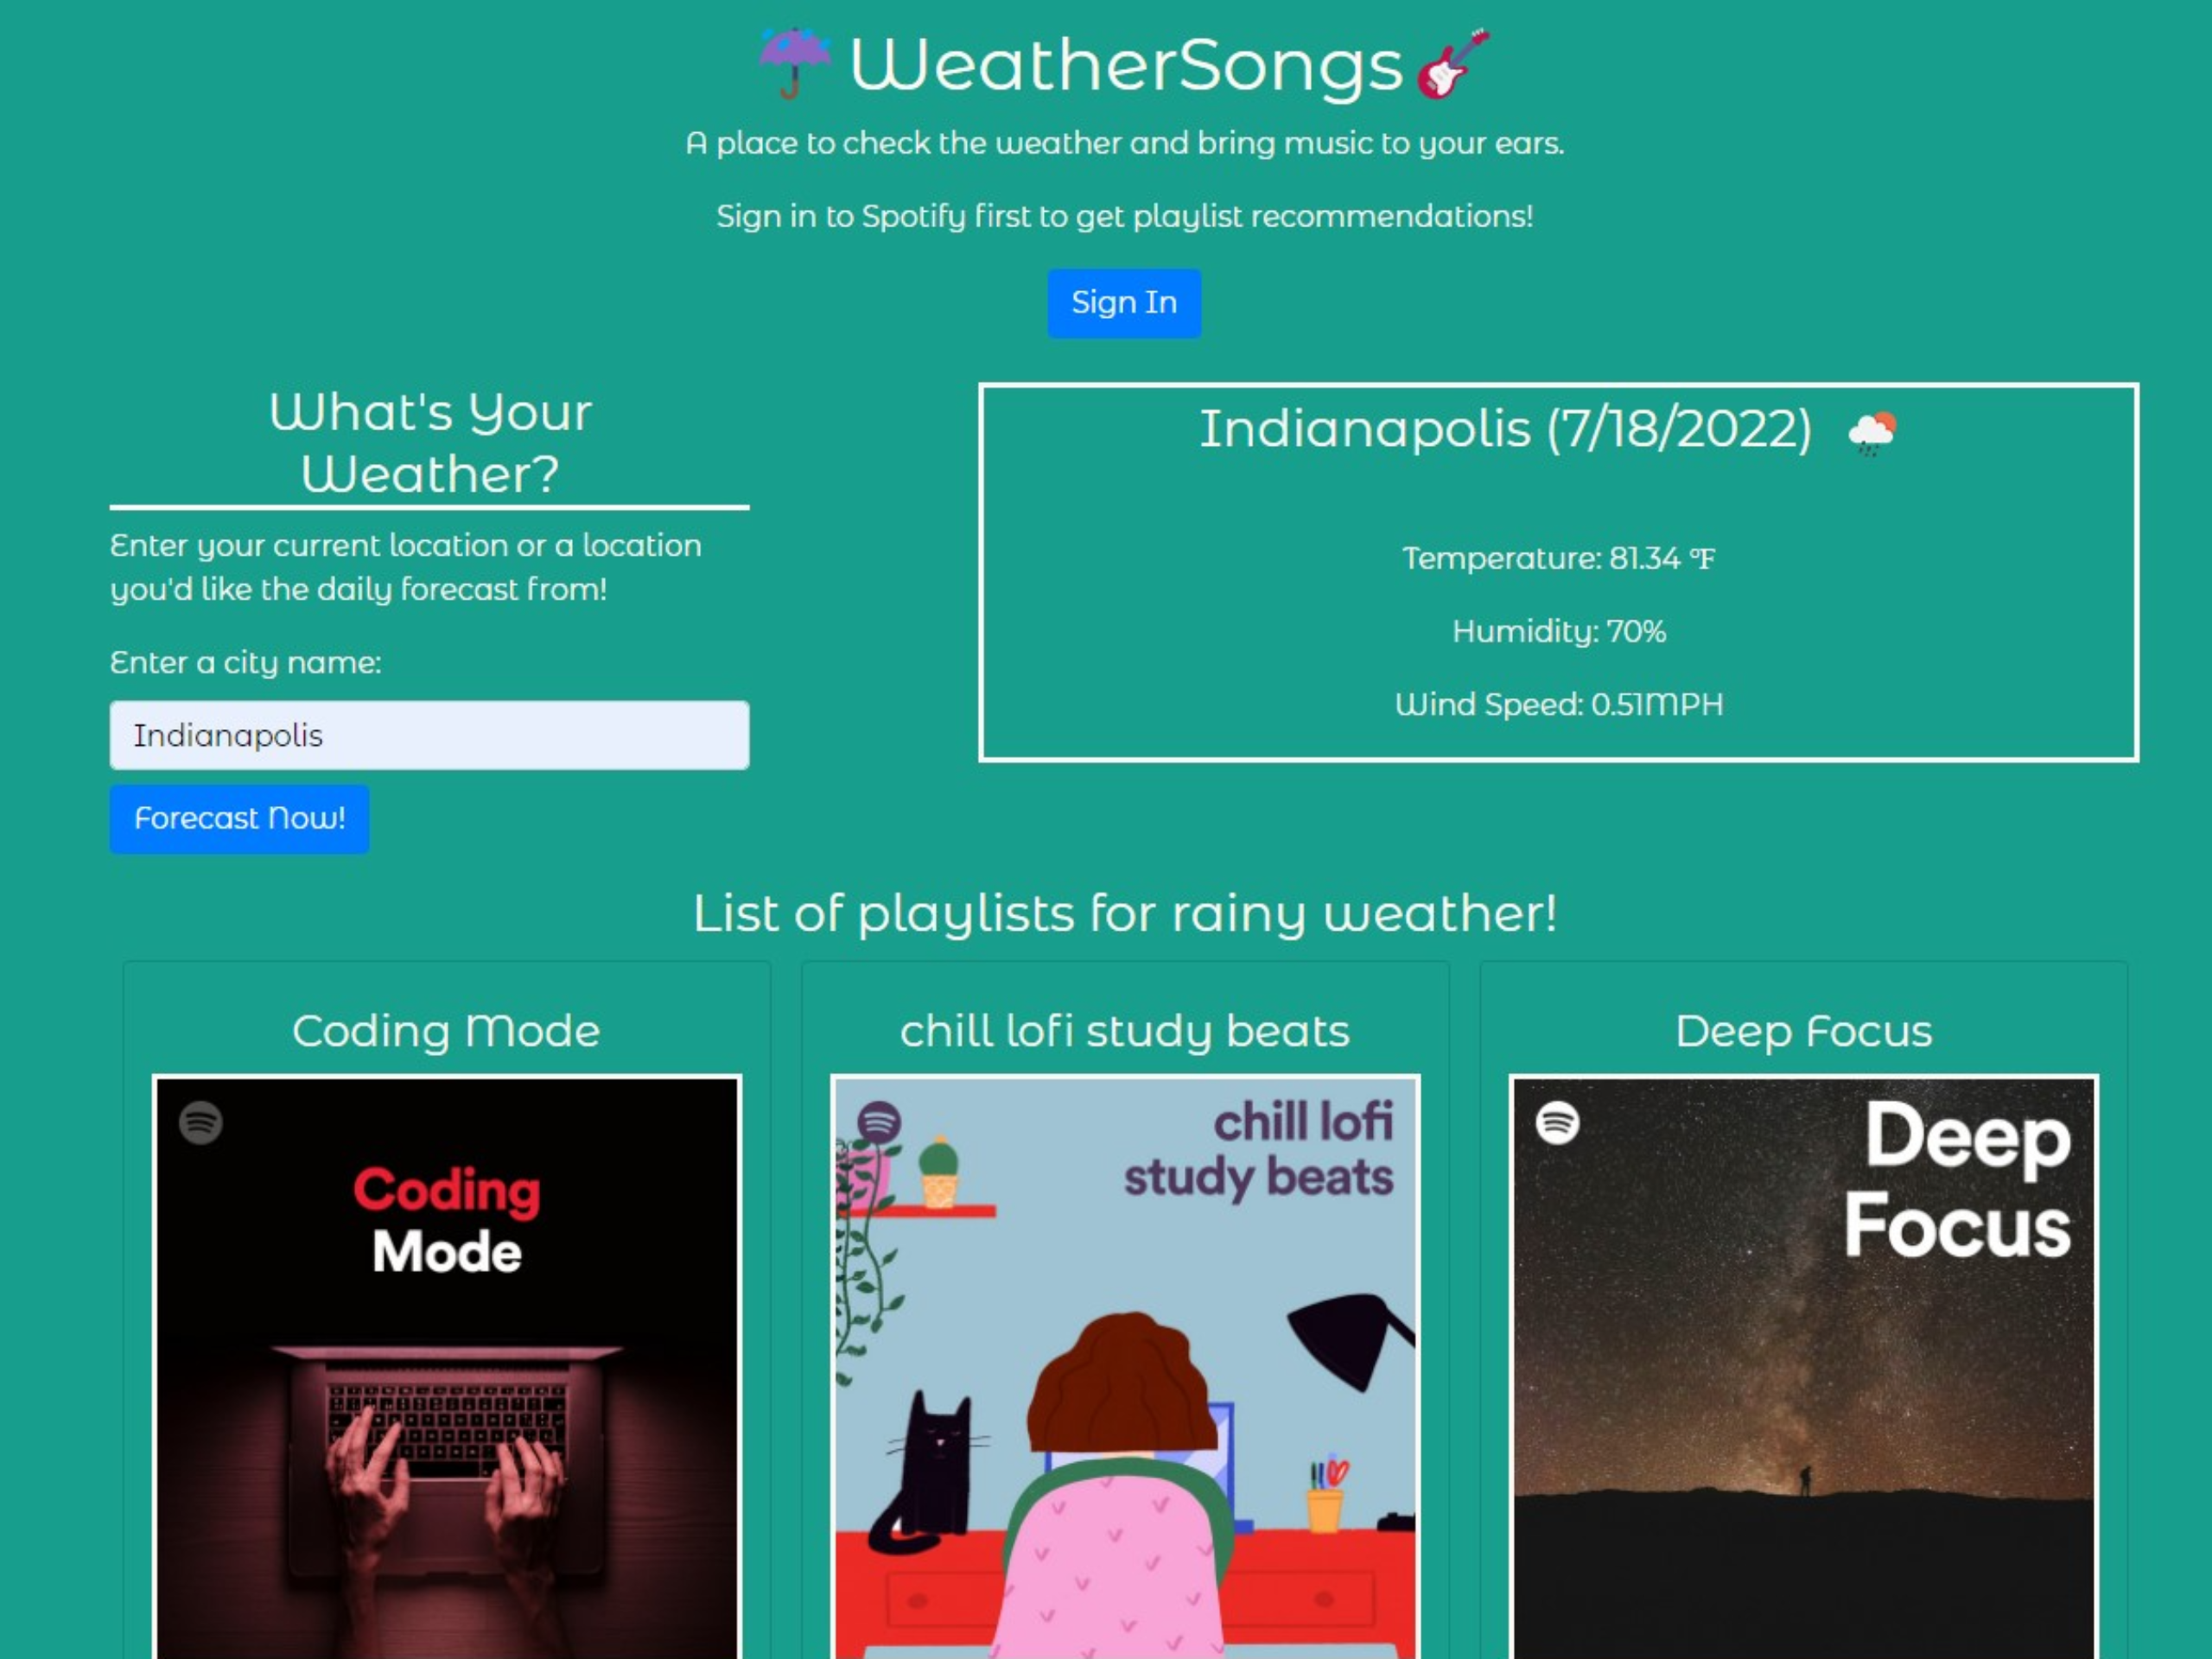 WeatherSongs
A place to check the weather and bring music to your ears.
Sign in to Spotify first to get playlist recommendations!
Sign In
What's Your
Weather?
Enter your current location or a location
you'd like the daily forecast from!
Enter a city name:
Indianapolis
Forecast Now!
Indianapolis (7/18/2022)
Temperature: 81.34 °F
Humidity: 70%
Wind Speed: 0.51MPH
List of playlists for rainy weather!
Coding Mode
Coding
Mode
chill lofi study beats
chill lofi
study beats
Deep Focus
Deep
Focus